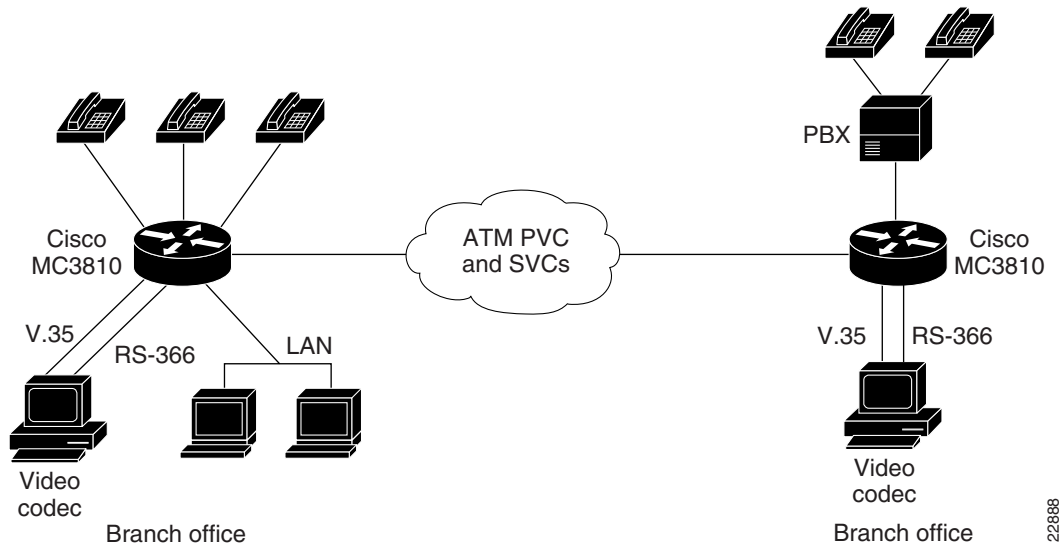 PBX
Cisco
MC3810
ATM PVC
and SVCs
Cisco
MC3810
V.35
RS-366
LAN
V.35
RS-366
Video
codec
Branch office
Video
codec
Branch office
22888